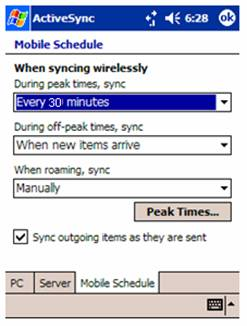 ActiveSync 6:28 ok
Mobile Schedule
When syncing wirelessly
During peak times, sync
Every 30 minutes
During off-peak times, sync
When new items arrive
When roaming, sync
Manually
Peak Times...
Sync outgoing items as they are sent
PC Server Mobile Schedule